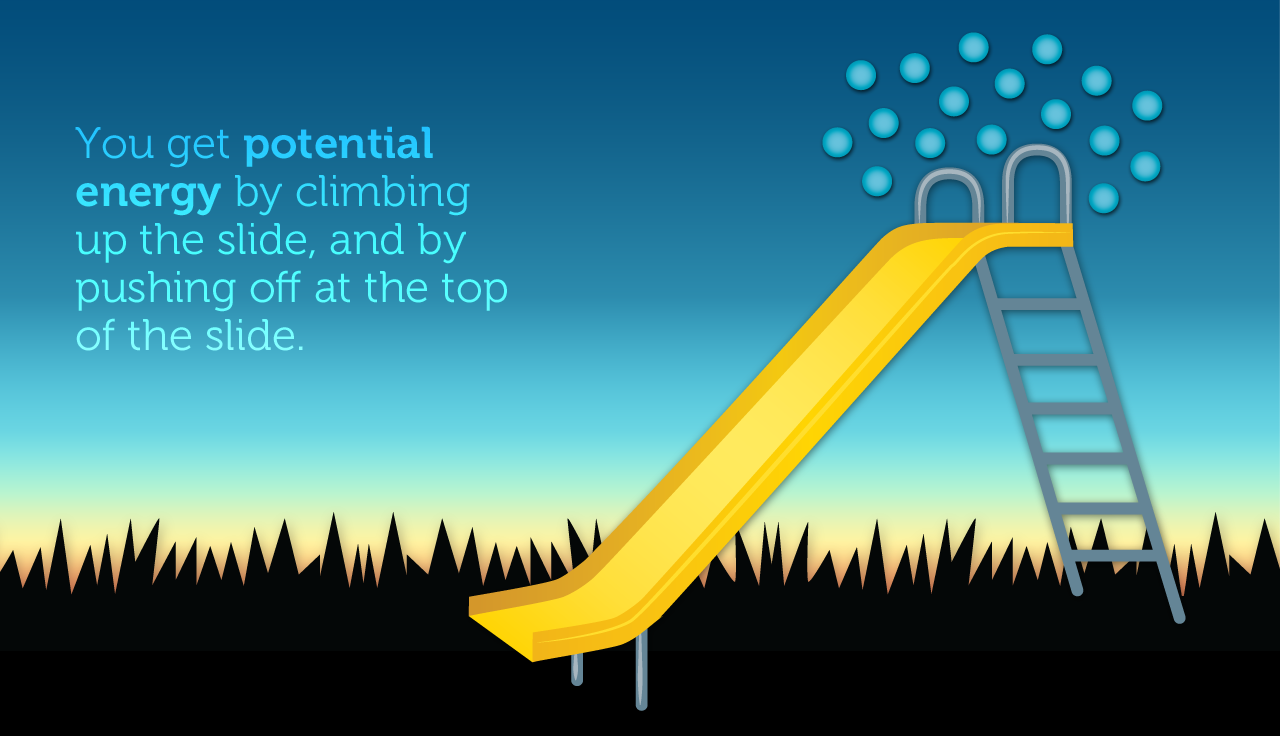 You get potential
energy by climbing
up the slide, and by
pushing off at the top
of the slide.